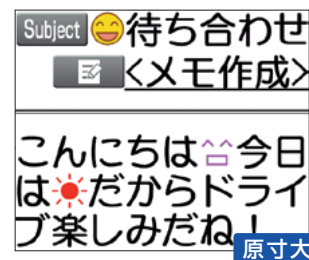 Subject 😄待ち合わせ
<メモ作成>
こんにちは^^今日
は☀だからドライ
ブ楽しみだね！
原寸大